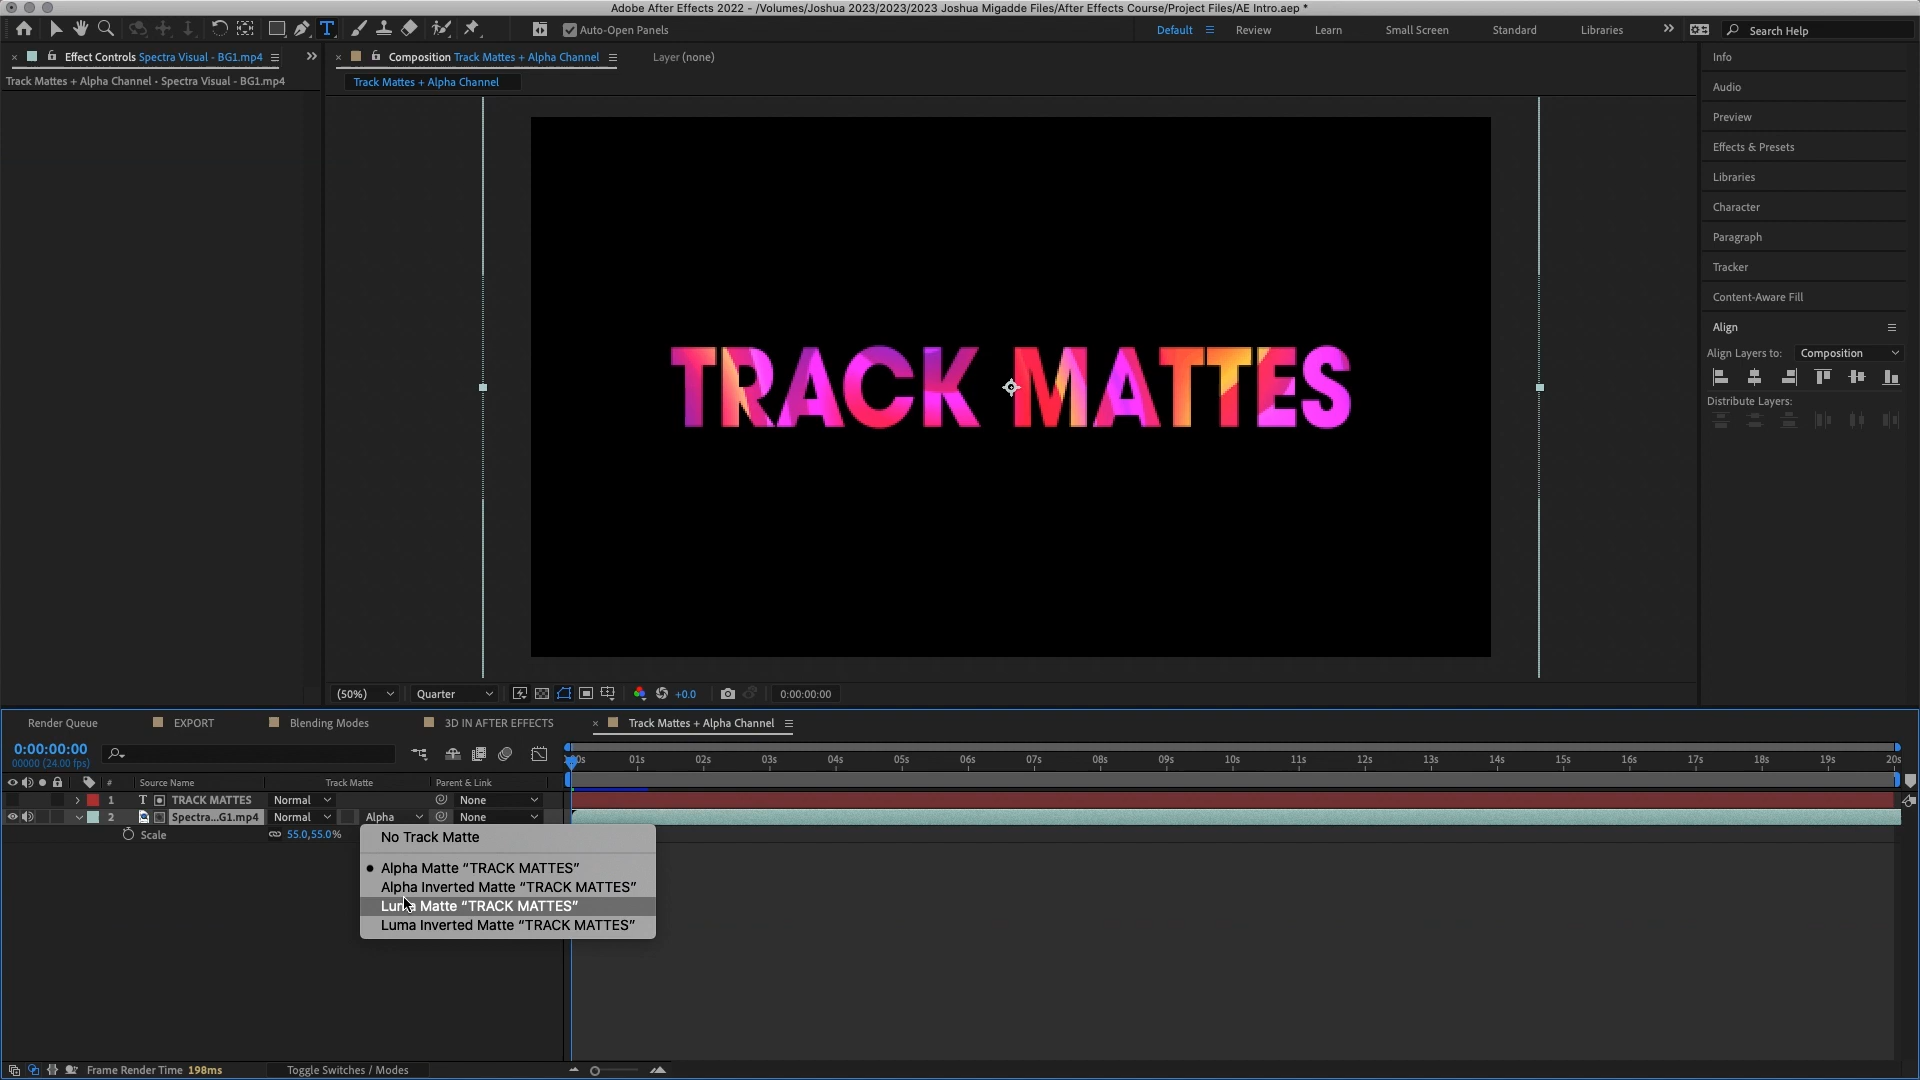 Adobe After Effects 2022 - /Volumes/Joshua 2023/2023/2023 Joshua Migadde Files/After Effects Course/Project Files/AE Intro.aep *
Auto-Open Panels
Default
Review
Learn
Small Screen
Standard
Libraries
Search Help
Effect Controls Spectra Visual - BG1.mp4
Composition Track Mattes + Alpha Channel
Layer (none)
Track Mattes + Alpha Channel • Spectra Visual - BG1.mp4
Track Mattes + Alpha Channel
Info
Audio
Preview
Effects & Presets
Libraries
Character
Paragraph
Tracker
Content-Aware Fill
Align
Align Layers to: Composition
Distribute Layers:
TRACK MATTES
(50%)
Quarter
+0.0
0:00:00:00
Render Queue
EXPORT
Blending Modes
3D IN AFTER EFFECTS
Track Mattes + Alpha Channel
0:00:00:00
00000 (24.00 fps)
01s 02s 03s 04s 05s 06s 07s 08s 09s 10s 11s 12s 13s 14s 15s 16s 17s 18s 19s 20s
# Source Name Track Matte Parent & Link
1 T TRACK MATTES Normal None
2 Spectra...G1.mp4 Normal Alpha None
Scale 55.0,55.0%
No Track Matte
Alpha Matte “TRACK MATTES”
Alpha Inverted Matte “TRACK MATTES”
Luma Matte “TRACK MATTES”
Luma Inverted Matte “TRACK MATTES”
Frame Render Time 198ms
Toggle Switches / Modes